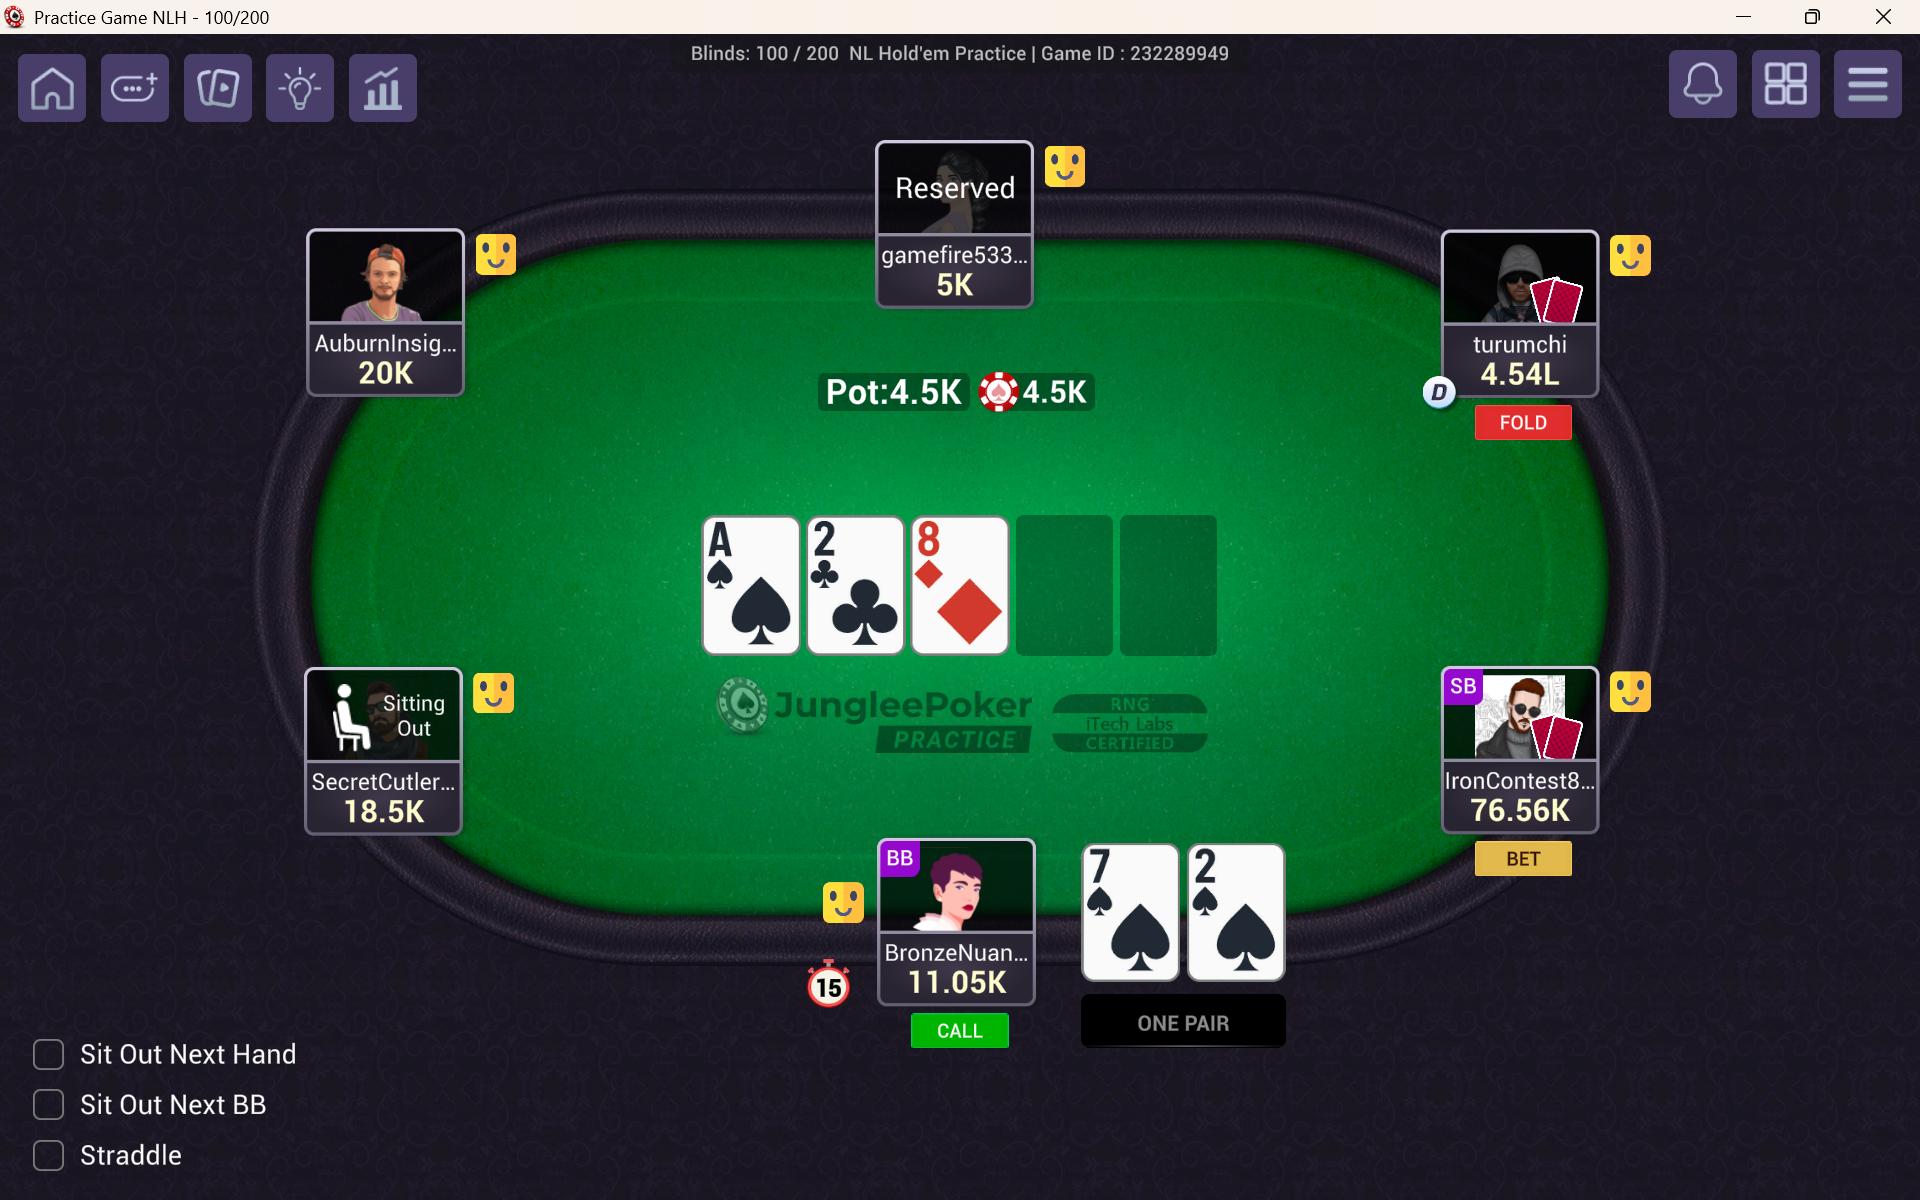 Practice Game NLH - 100/200
Blinds: 100 / 200 NL Hold'em Practice | Game ID : 232289949
Reserved
gamefire533...
5K
AuburnInsig...
20K
turumchi
4.54L
D
FOLD
Pot:4.5K 4.5K
A 2 8
JungleePoker
PRACTICE
RNG
iTech Labs
CERTIFIED
Sitting
Out
SecretCutler...
18.5K
SB
IronContest8...
76.56K
BET
BB
BronzeNuan...
11.05K
15
CALL
7 2
ONE PAIR
Sit Out Next Hand
Sit Out Next BB
Straddle